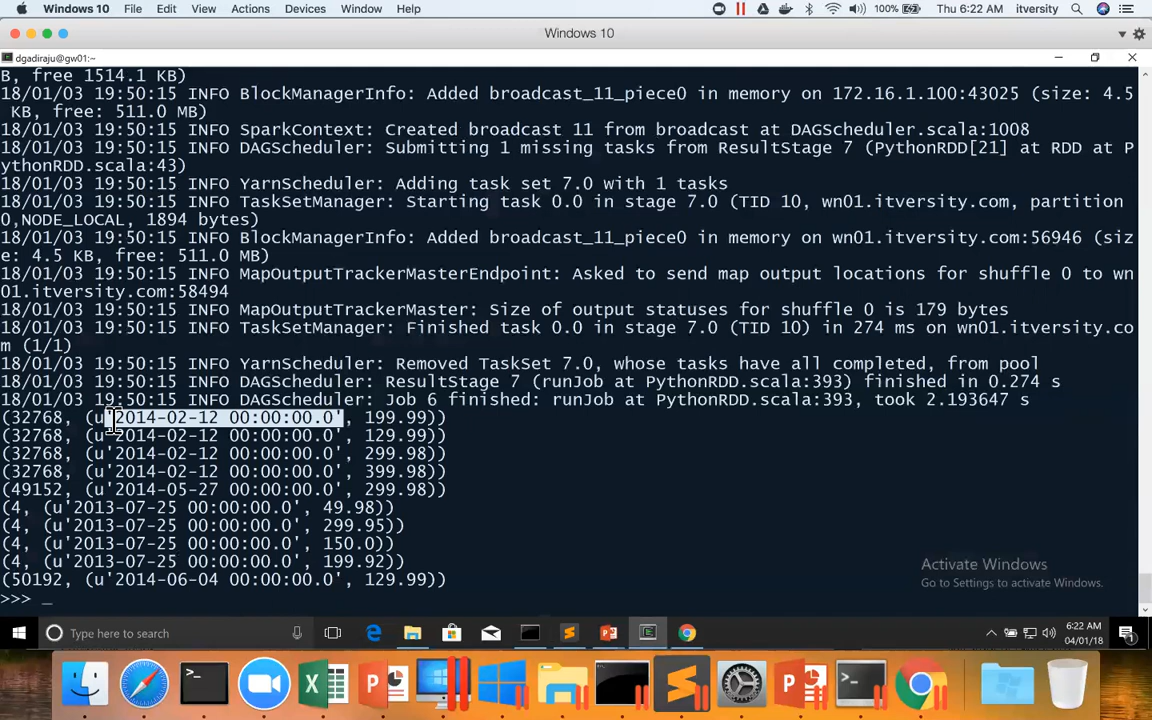 Windows 10 File Edit View Actions Devices Window Help 100% Thu 6:22 AM itversity
Windows 10
dgadiraju@gw01:~
B, free 1514.1 KB)
18/01/03 19:50:15 INFO BlockManagerInfo: Added broadcast_11_piece0 in memory on 172.16.1.100:43025 (size: 4.5
KB, free: 511.0 MB)
18/01/03 19:50:15 INFO SparkContext: Created broadcast 11 from broadcast at DAGScheduler.scala:1008
18/01/03 19:50:15 INFO DAGScheduler: Submitting 1 missing tasks from ResultStage 7 (PythonRDD[21] at RDD at P
ythonRDD.scala:43)
18/01/03 19:50:15 INFO YarnScheduler: Adding task set 7.0 with 1 tasks
18/01/03 19:50:15 INFO TaskSetManager: Starting task 0.0 in stage 7.0 (TID 10, wn01.itversity.com, partition
0,NODE_LOCAL, 1894 bytes)
18/01/03 19:50:15 INFO BlockManagerInfo: Added broadcast_11_piece0 in memory on wn01.itversity.com:56946 (siz
e: 4.5 KB, free: 511.0 MB)
18/01/03 19:50:15 INFO MapOutputTrackerMasterEndpoint: Asked to send map output locations for shuffle 0 to wn
01.itversity.com:58494
18/01/03 19:50:15 INFO MapOutputTrackerMaster: Size of output statuses for shuffle 0 is 179 bytes
18/01/03 19:50:15 INFO TaskSetManager: Finished task 0.0 in stage 7.0 (TID 10) in 274 ms on wn01.itversity.co
m (1/1)
18/01/03 19:50:15 INFO YarnScheduler: Removed TaskSet 7.0, whose tasks have all completed, from pool
18/01/03 19:50:15 INFO DAGScheduler: ResultStage 7 (runJob at PythonRDD.scala:393) finished in 0.274 s
18/01/03 19:50:15 INFO DAGScheduler: Job 6 finished: runJob at PythonRDD.scala:393, took 2.193647 s
(32768, (u'2014-02-12 00:00:00.0', 199.99))
(32768, (u'2014-02-12 00:00:00.0', 129.99))
(32768, (u'2014-02-12 00:00:00.0', 299.98))
(32768, (u'2014-02-12 00:00:00.0', 399.98))
(49152, (u'2014-05-27 00:00:00.0', 299.98))
(4, (u'2013-07-25 00:00:00.0', 49.98))
(4, (u'2013-07-25 00:00:00.0', 299.95))
(4, (u'2013-07-25 00:00:00.0', 150.0))
(4, (u'2013-07-25 00:00:00.0', 199.92))
(50192, (u'2014-06-04 00:00:00.0', 129.99))
>>> _
Activate Windows
Go to Settings to activate Windows.
Type here to search
6:22 AM
04/01/18